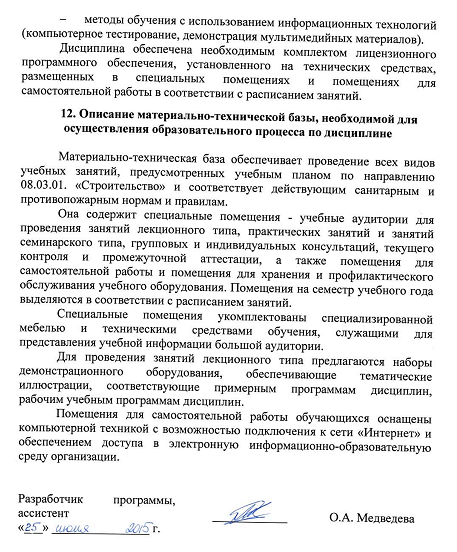 – методы обучения с использованием информационных технологий
(компьютерное тестирование, демонстрация мультимедийных материалов).
Дисциплина обеспечена необходимым комплектом лицензионного
программного обеспечения, установленного на технических средствах,
размещенных в специальных помещениях и помещениях для
самостоятельной работы в соответствии с расписанием занятий.
12. Описание материально-технической базы, необходимой для
осуществления образовательного процесса по дисциплине
Материально-техническая база обеспечивает проведение всех видов
учебных занятий, предусмотренных учебным планом по направлению
08.03.01. «Строительство» и соответствует действующим санитарным и
противопожарным нормам и правилам.
Она содержит специальные помещения - учебные аудитории для
проведения занятий лекционного типа, практических занятий и занятий
семинарского типа, групповых и индивидуальных консультаций, текущего
контроля и промежуточной аттестации, а также помещения для
самостоятельной работы и помещения для хранения и профилактического
обслуживания учебного оборудования. Помещения на семестр учебного года
выделяются в соответствии с расписанием занятий.
Специальные помещения укомплектованы специализированной
мебелью и техническими средствами обучения, служащими для
представления учебной информации большой аудитории.
Для проведения занятий лекционного типа предлагаются наборы
демонстрационного оборудования, обеспечивающие тематические
иллюстрации, соответствующие примерным программам дисциплин,
рабочим учебным программам дисциплин.
Помещения для самостоятельной работы обучающихся оснащены
компьютерной техникой с возможностью подключения к сети «Интернет» и
обеспечением доступа в электронную информационно-образовательную
среду организации.
Разработчик программы,
ассистент О.А. Медведева
«25» июня 2015 г.